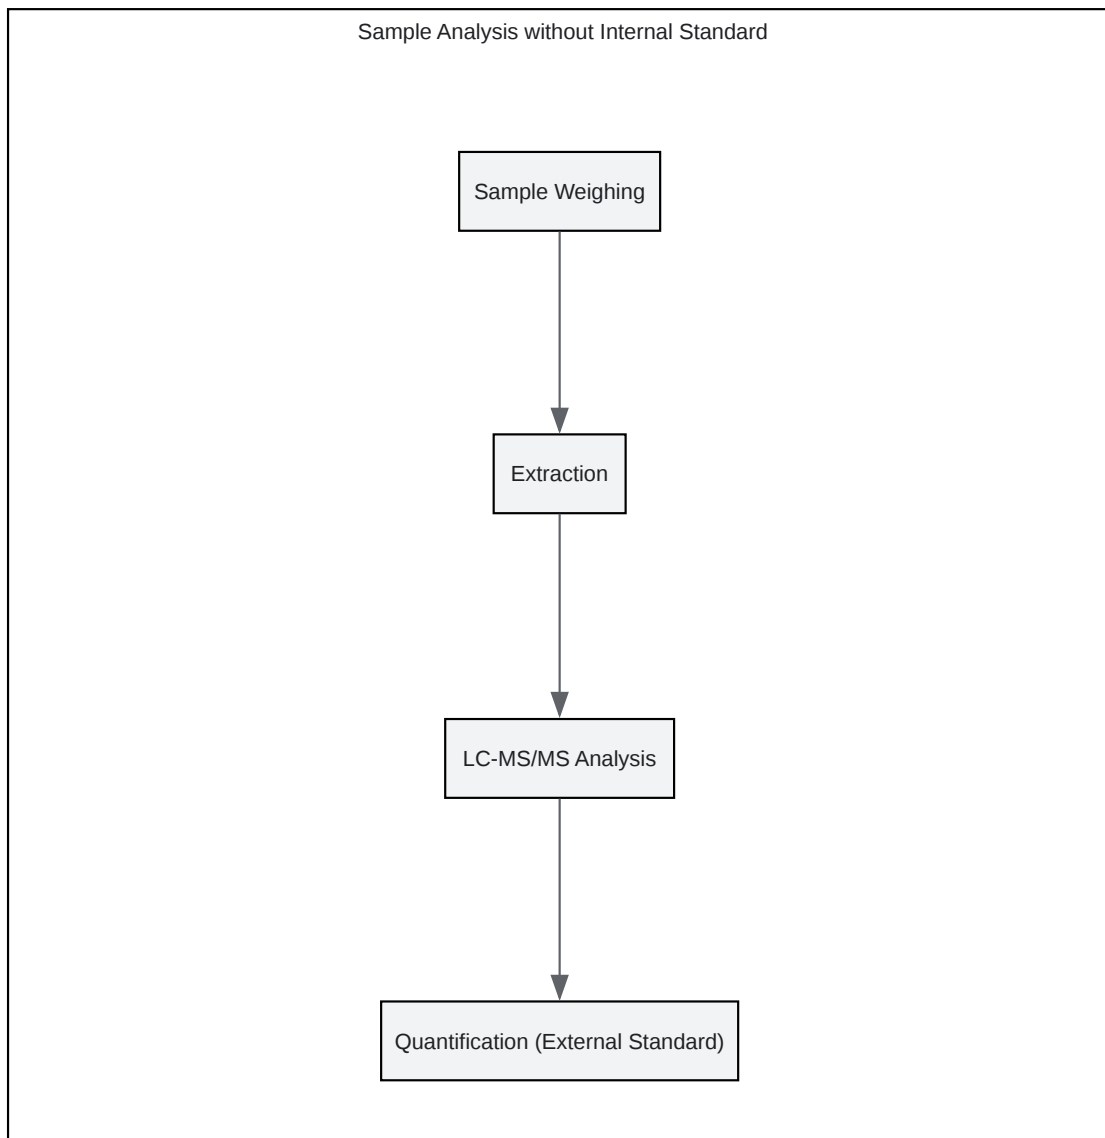 Sample Analysis without Internal Standard
Sample Weighing
Extraction
LC-MS/MS Analysis
Quantification (External Standard)